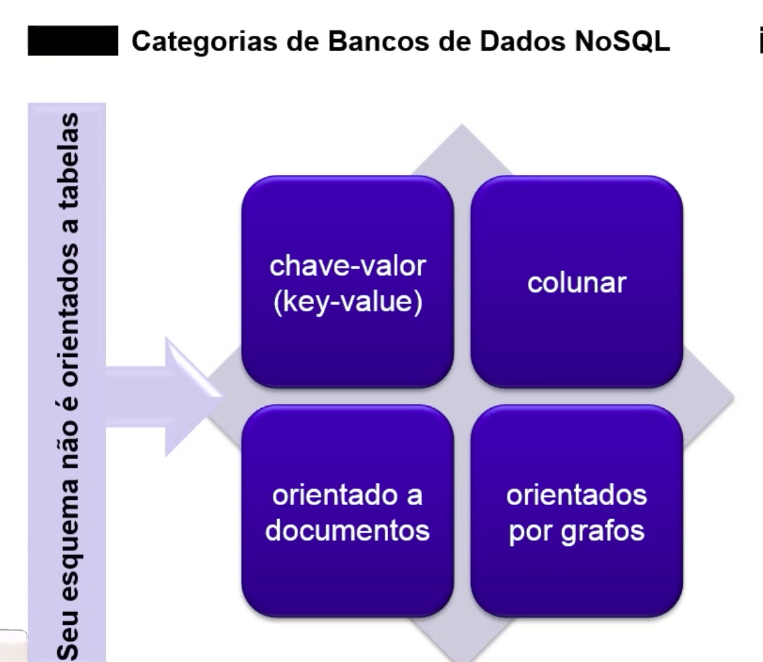 Categorias de Bancos de Dados NoSQL
Seu esquema não é orientados a tabelas
chave-valor
(key-value)
colunar
orientado a
documentos
orientados
por grafos